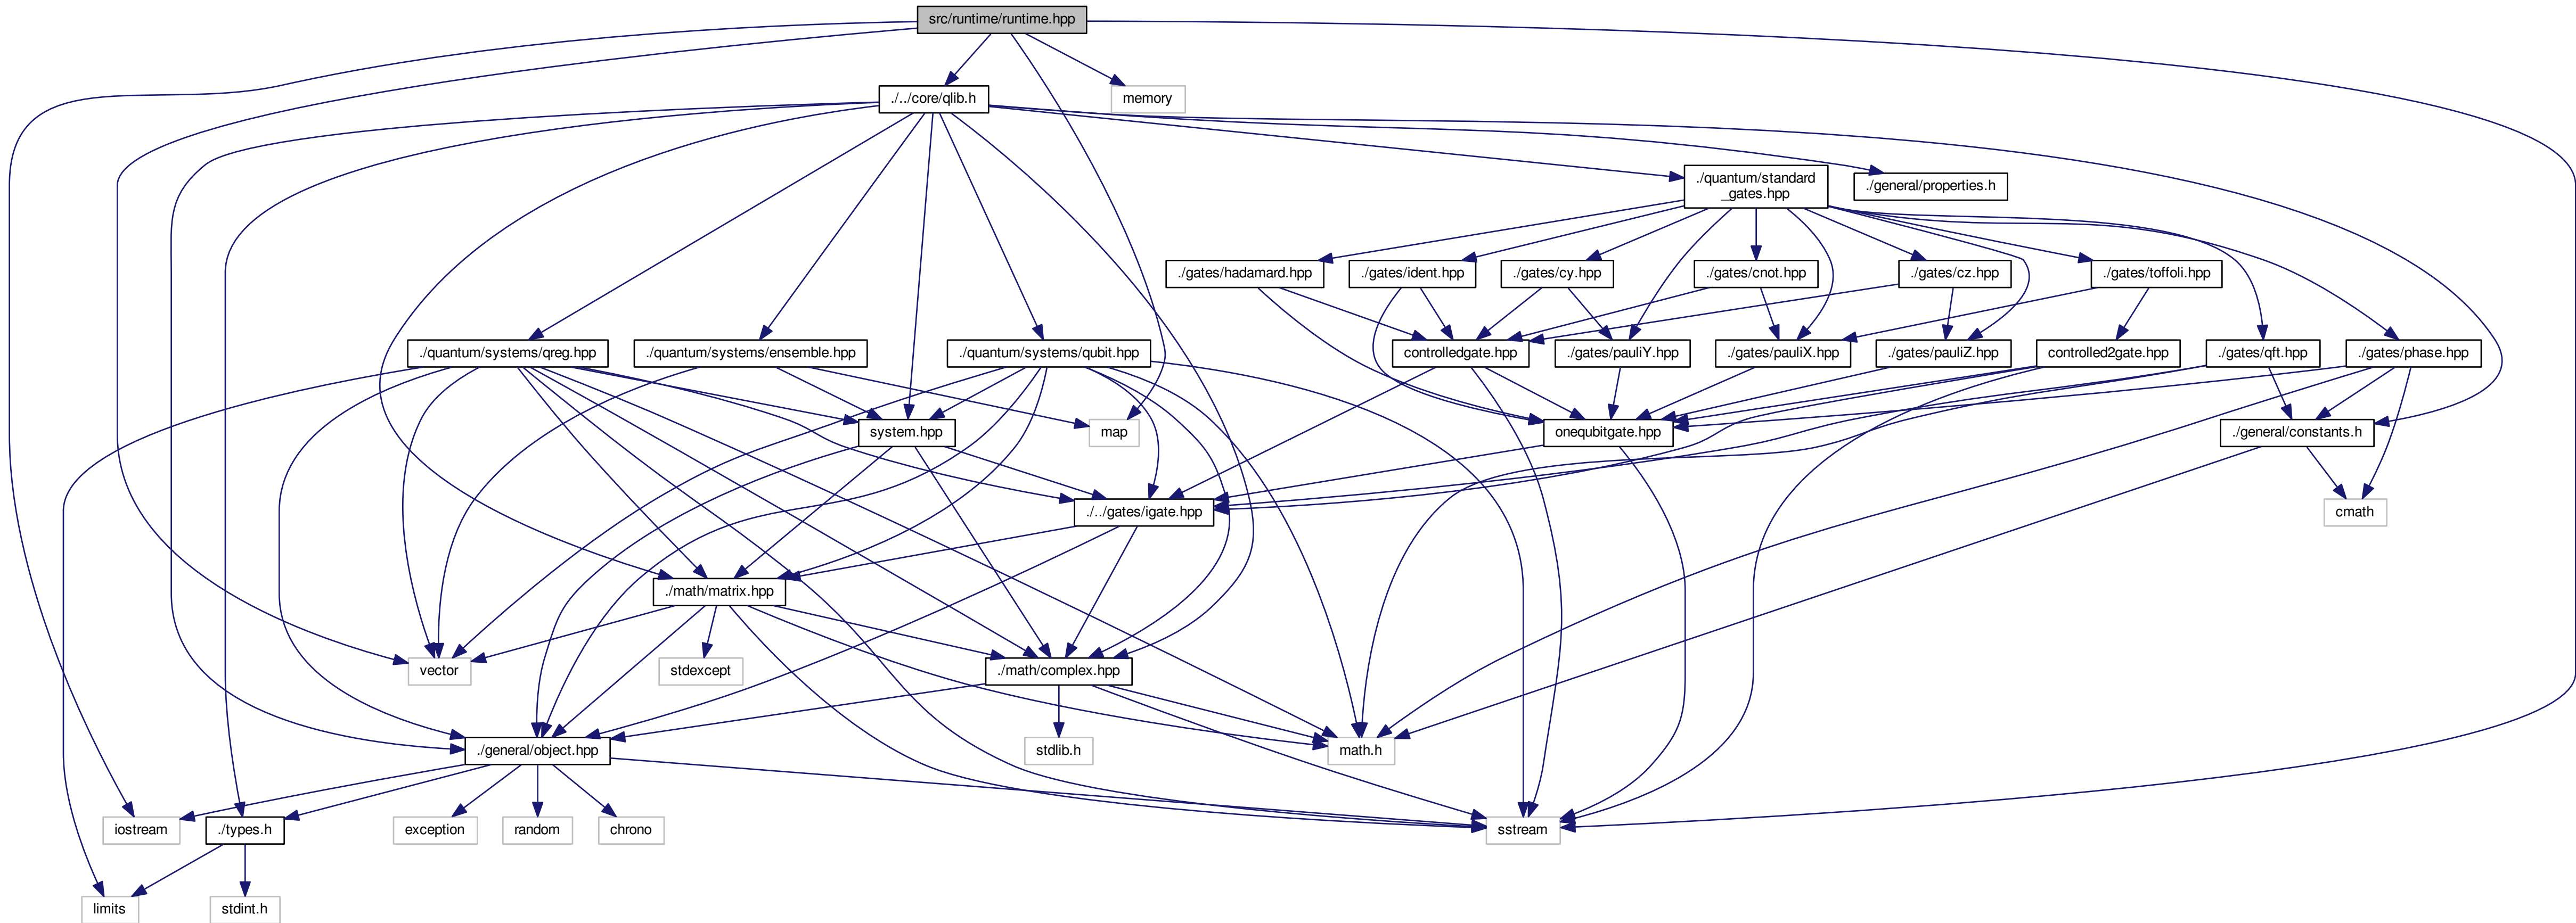 src/runtime/runtime.hpp
./../core/qlib.h
memory
./quantum/standard
_gates.hpp
./general/properties.h
./gates/hadamard.hpp
./gates/ident.hpp
./gates/cy.hpp
./gates/cnot.hpp
./gates/cz.hpp
./gates/toffoli.hpp
./quantum/systems/qreg.hpp
./quantum/systems/ensemble.hpp
./quantum/systems/qubit.hpp
controlledgate.hpp
./gates/pauliY.hpp
./gates/pauliX.hpp
./gates/pauliZ.hpp
controlled2gate.hpp
./gates/qft.hpp
./gates/phase.hpp
system.hpp
map
onequbitgate.hpp
./general/constants.h
./../gates/igate.hpp
cmath
./math/matrix.hpp
vector
stdexcept
./math/complex.hpp
./general/object.hpp
stdlib.h
math.h
iostream
./types.h
exception
random
chrono
sstream
limits
stdint.h